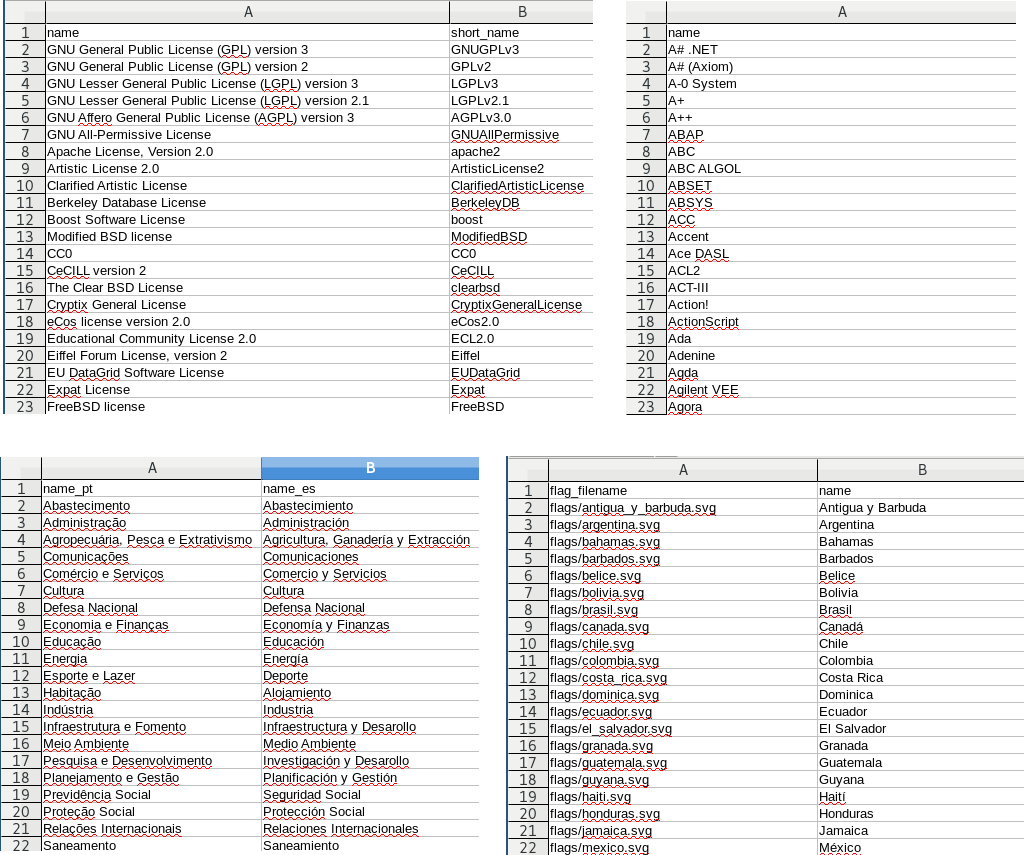 A B
1 name short_name
2 GNU General Public License (GPL) version 3 GNUGPLv3
3 GNU General Public License (GPL) version 2 GPLv2
4 GNU Lesser General Public License (LGPL) version 3 LGPLv3
5 GNU Lesser General Public License (LGPL) version 2.1 LGPLv2.1
6 GNU Affero General Public License (AGPL) version 3 AGPLv3.0
7 GNU All-Permissive License GNUAllPermissive
8 Apache License, Version 2.0 apache2
9 Artistic License 2.0 ArtisticLicense2
10 Clarified Artistic License ClarifiedArtisticLicense
11 Berkeley Database License BerkeleyDB
12 Boost Software License boost
13 Modified BSD license ModifiedBSD
14 CC0 CC0
15 CeCILL version 2 CeCILL
16 The Clear BSD License clearbsd
17 Cryptix General License CryptixGeneralLicense
18 eCos license version 2.0 eCos2.0
19 Educational Community License 2.0 ECL2.0
20 Eiffel Forum License, version 2 Eiffel
21 EU DataGrid Software License EUDataGrid
22 Expat License Expat
23 FreeBSD license FreeBSD
A
1 name
2 A# .NET
3 A# (Axiom)
4 A-0 System
5 A+
6 A++
7 ABAP
8 ABC
9 ABC ALGOL
10 ABSET
11 ABSYS
12 ACC
13 Accent
14 Ace DASL
15 ACL2
16 ACT-III
17 Action!
18 ActionScript
19 Ada
20 Adenine
21 Agda
22 Agilent VEE
23 Agora
A B
1 name_pt name_es
2 Abastecimento Abastecimiento
3 Administração Administración
4 Agropecuária, Pesca e Extrativismo Agricultura, Ganadería y Extracción
5 Comunicações Comunicaciones
6 Comércio e Serviços Comercio y Servicios
7 Cultura Cultura
8 Defesa Nacional Defensa Nacional
9 Economia e Finanças Economía y Finanzas
10 Educação Educación
11 Energia Energía
12 Esporte e Lazer Deporte
13 Habitação Alojamiento
14 Indústria Industria
15 Infraestrutura e Fomento Infraestructura y Desarollo
16 Meio Ambiente Medio Ambiente
17 Pesquisa e Desenvolvimento Investigación y Desarollo
18 Planejamento e Gestão Planificación y Gestión
19 Previdência Social Seguridad Social
20 Proteção Social Protección Social
21 Relações Internacionais Relaciones Internacionales
22 Saneamento Saneamiento
A B
1 flag_filename name
2 flags/antigua_y_barbuda.svg Antigua y Barbuda
3 flags/argentina.svg Argentina
4 flags/bahamas.svg Bahamas
5 flags/barbados.svg Barbados
6 flags/belice.svg Belice
7 flags/bolivia.svg Bolivia
8 flags/brasil.svg Brasil
9 flags/canada.svg Canadá
10 flags/chile.svg Chile
11 flags/colombia.svg Colombia
12 flags/costa_rica.svg Costa Rica
13 flags/dominica.svg Dominica
14 flags/ecuador.svg Ecuador
15 flags/el_salvador.svg El Salvador
16 flags/granada.svg Granada
17 flags/guatemala.svg Guatemala
18 flags/guyana.svg Guyana
19 flags/haiti.svg Haití
20 flags/honduras.svg Honduras
21 flags/jamaica.svg Jamaica
22 flags/mexico.svg México